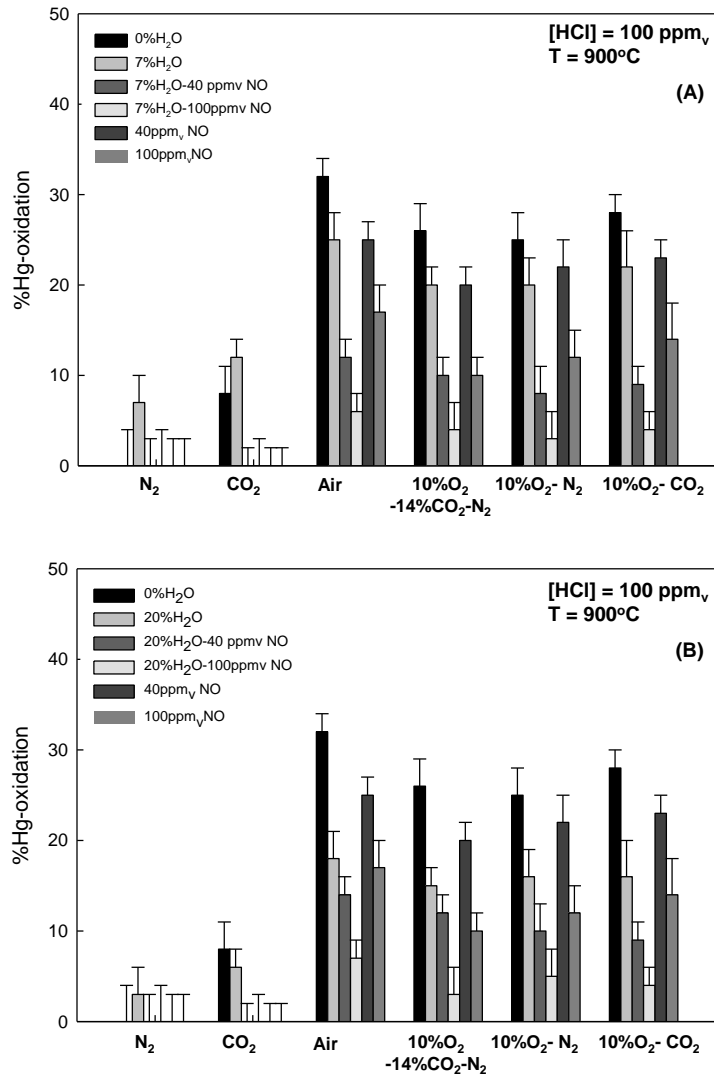 50
40
30
20
10
0
%Hg-oxidation
0%H₂O
7%H₂O
7%H₂O-40 ppmv NO
7%H₂O-100ppmv NO
40ppmᵥ NO
100ppmᵥNO
[HCl] = 100 ppmᵥ
T = 900ºC
(A)
N₂
CO₂
Air
10%O₂
-14%CO₂-N₂
10%O₂- N₂
10%O₂- CO₂
50
40
30
20
10
0
%Hg-oxidation
0%H₂O
20%H₂O
20%H₂O-40 ppmv NO
20%H₂O-100ppmv NO
40ppmᵥ NO
100ppmᵥNO
[HCl] = 100 ppmᵥ
T = 900ºC
(B)
N₂
CO₂
Air
10%O₂
-14%CO₂-N₂
10%O₂- N₂
10%O₂- CO₂